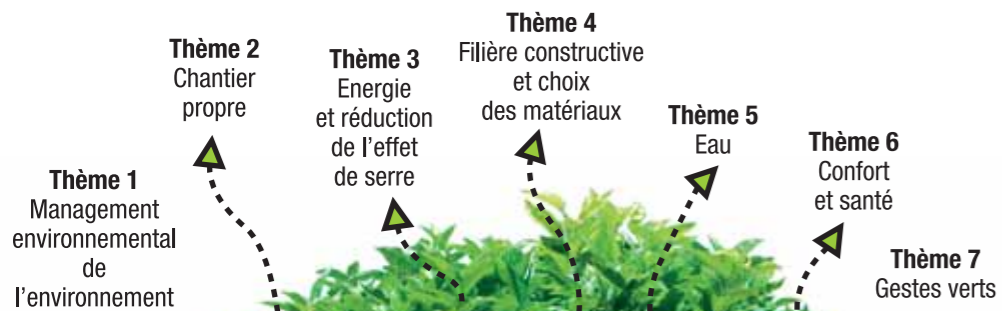 Thème 1
Management
environnemental
de
l'environnement
Thème 2
Chantier
propre
Thème 3
Energie
et réduction
de l'effet
de serre
Thème 4
Filière constructive
et choix
des matériaux
Thème 5
Eau
Thème 6
Confort
et santé
Thème 7
Gestes verts